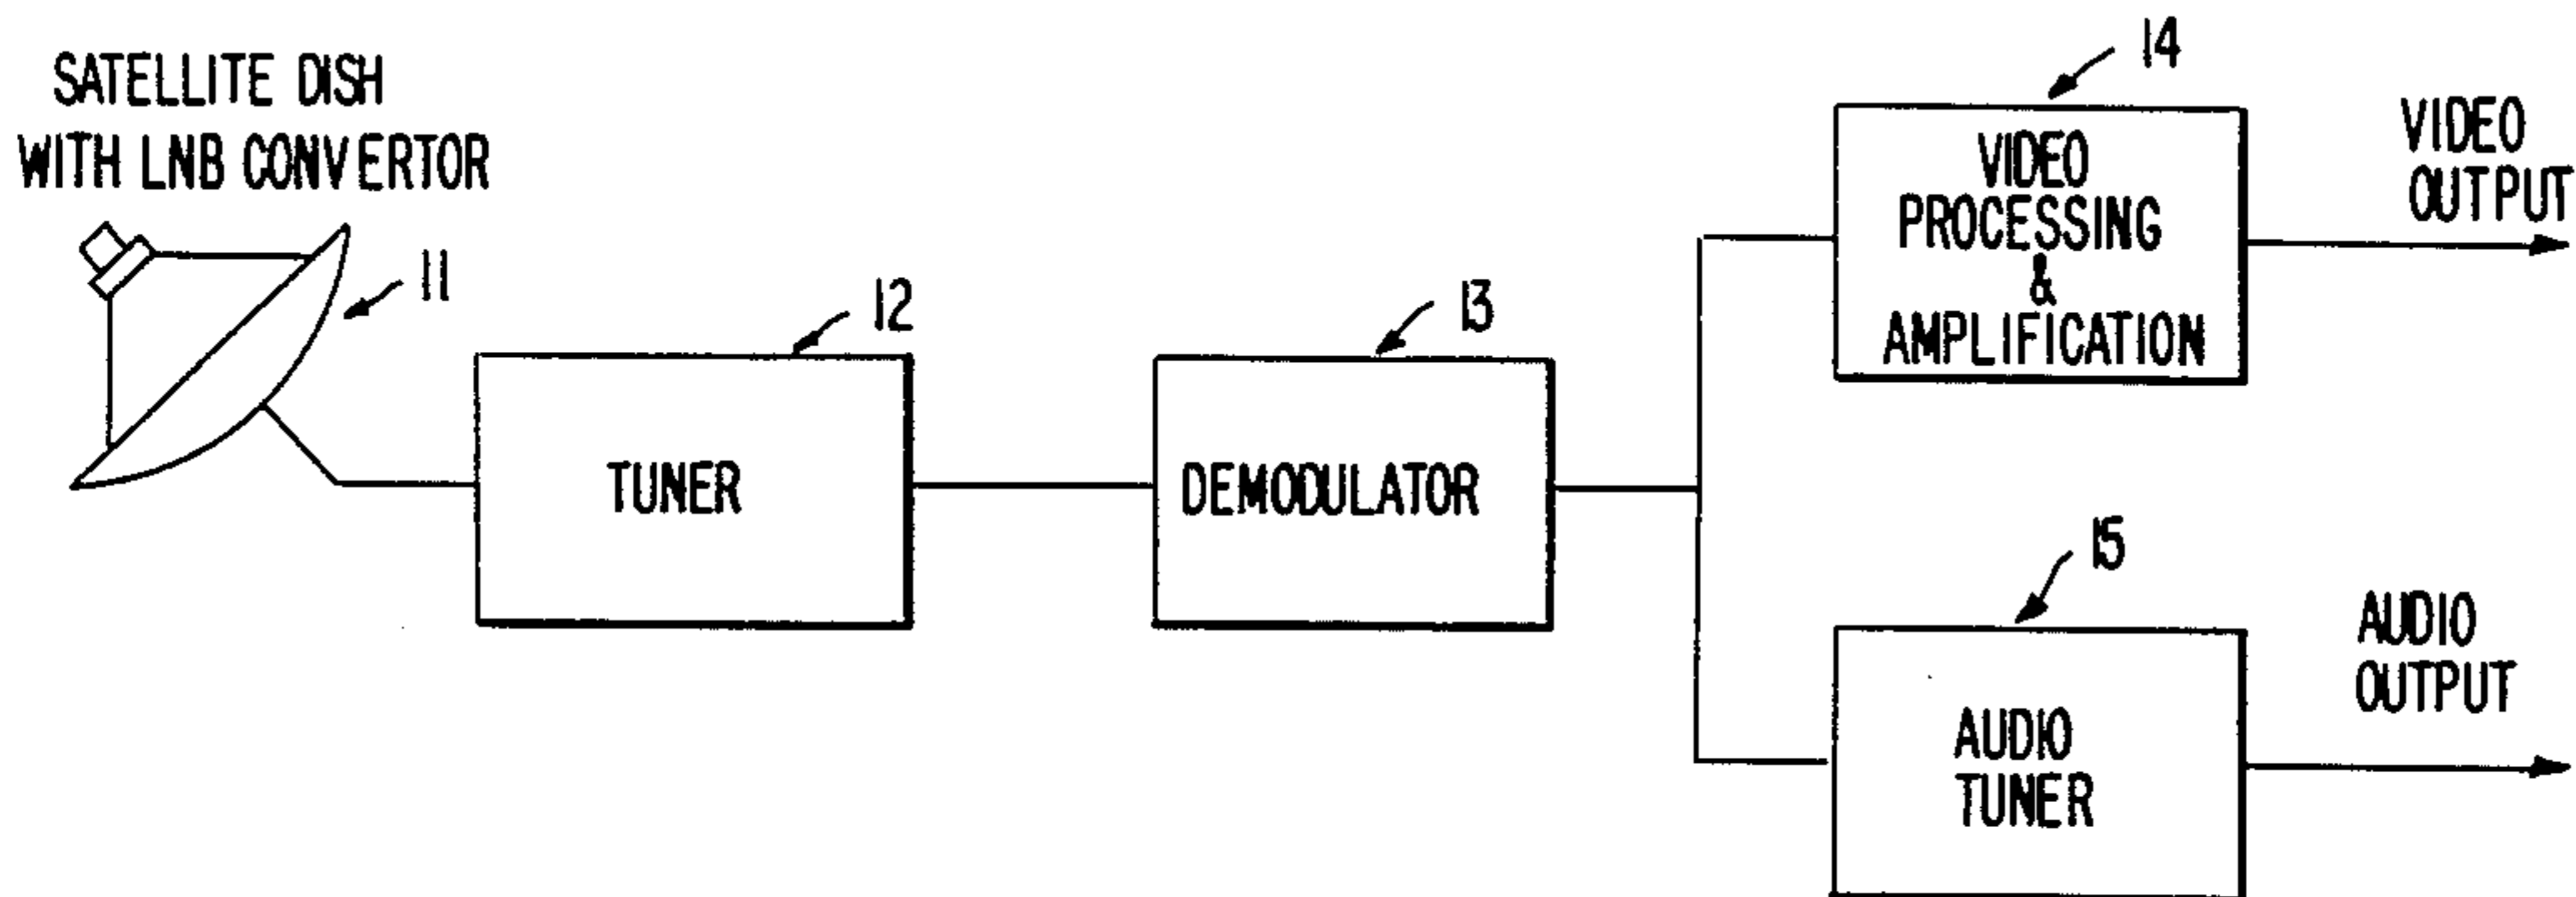 SATELLITE DISH
WITH LNB CONVERTOR
11
12
TUNER
13
DEMODULATOR
14
VIDEO
PROCESSING
&
AMPLIFICATION
VIDEO
OUTPUT
15
AUDIO
TUNER
AUDIO
OUTPUT